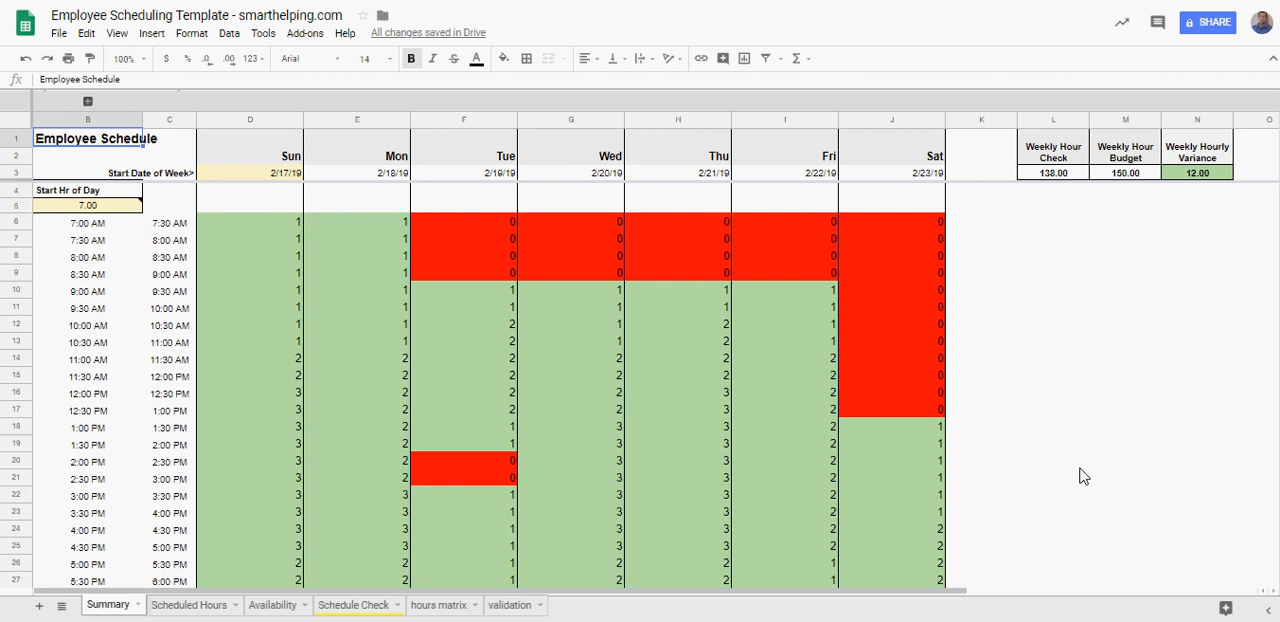 Employee Scheduling Template - smarthelping.com
File Edit View Insert Format Data Tools Add-ons Help All changes saved in Drive
SHARE
100% $ % .0 .00 123 Arial 14 B I S A
fx Employee Schedule
B C D E F G H I J K L M N O
1 Employee Schedule
2 Sun Mon Tue Wed Thu Fri Sat Weekly Hour Check Weekly Hour Budget Weekly Hourly Variance
3 Start Date of Week> 2/17/19 2/18/19 2/19/19 2/20/19 2/21/19 2/22/19 2/23/19 138.00 150.00 12.00
4 Start Hr of Day
5 7.00
6 7:00 AM 7:30 AM 1 1 0 0 0 0 0
7 7:30 AM 8:00 AM 1 1 0 0 0 0 0
8 8:00 AM 8:30 AM 1 1 0 0 0 0 0
9 8:30 AM 9:00 AM 1 1 0 0 0 0 0
10 9:00 AM 9:30 AM 1 1 1 1 1 1 0
11 9:30 AM 10:00 AM 1 1 1 1 1 1 0
12 10:00 AM 10:30 AM 1 1 2 1 2 1 0
13 10:30 AM 11:00 AM 1 1 2 1 2 1 0
14 11:00 AM 11:30 AM 2 2 2 2 2 2 0
15 11:30 AM 12:00 PM 2 2 2 2 2 2 0
16 12:00 PM 12:30 PM 3 2 2 2 3 2 0
17 12:30 PM 1:00 PM 3 2 2 2 3 2 0
18 1:00 PM 1:30 PM 3 2 1 3 3 2 1
19 1:30 PM 2:00 PM 3 2 1 3 3 2 1
20 2:00 PM 2:30 PM 3 2 0 3 3 2 1
21 2:30 PM 3:00 PM 3 2 0 3 3 2 1
22 3:00 PM 3:30 PM 3 3 1 3 3 2 1
23 3:30 PM 4:00 PM 3 3 1 3 3 2 1
24 4:00 PM 4:30 PM 3 3 1 3 3 2 2
25 4:30 PM 5:00 PM 3 3 1 3 3 2 2
26 5:00 PM 5:30 PM 2 2 1 2 2 2 2
27 5:30 PM 6:00 PM 2 2 1 2 2 2 2
Summary Scheduled Hours Availability Schedule Check hours matrix validation